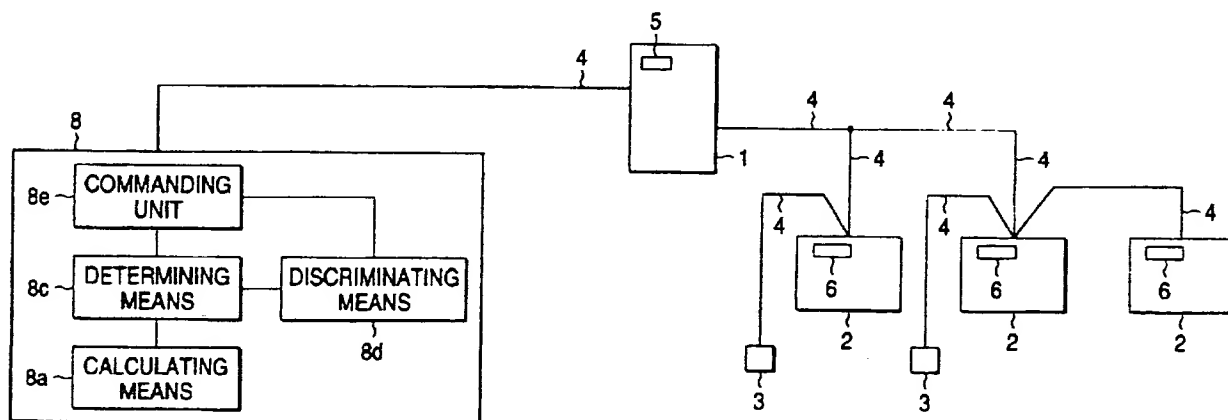 5
4
4
4
8
1
4
4
COMMANDING
UNIT
8e
4
4
4
DETERMINING
MEANS
8c
DISCRIMINATING
MEANS
6
6
6
8d
2
2
2
CALCULATING
MEANS
8a
3
3